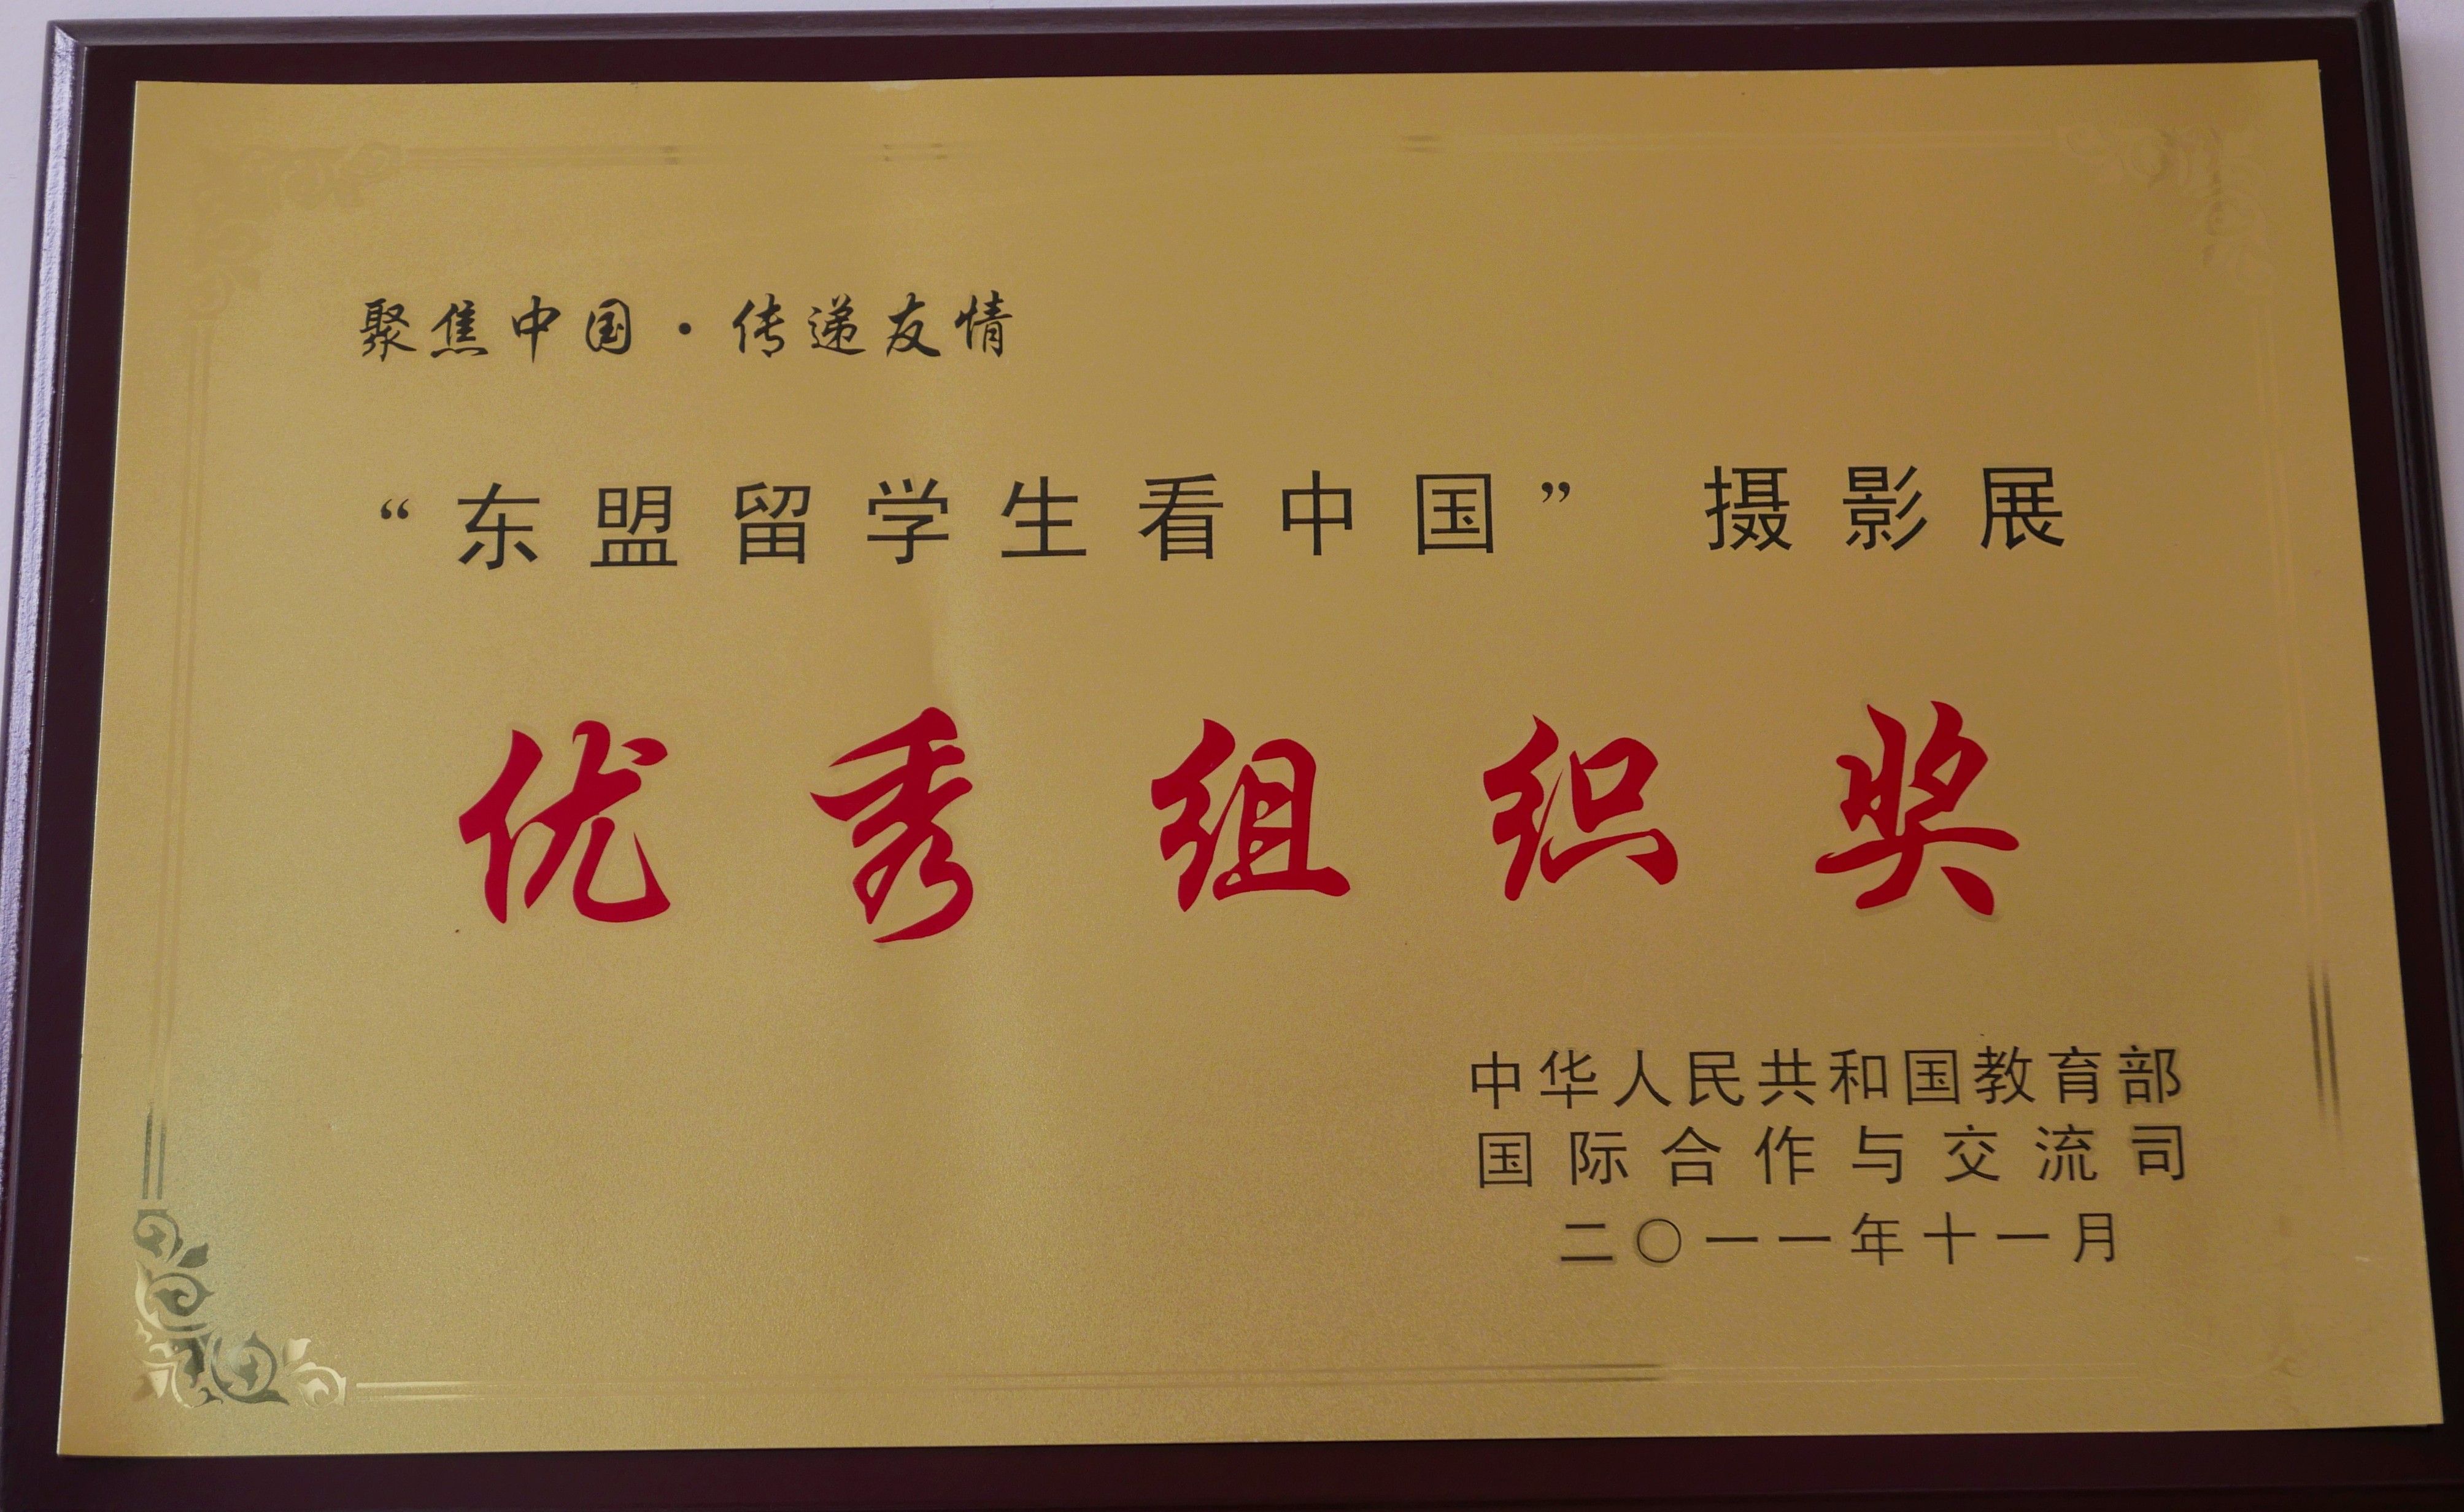 聚焦中国·传递友情
“东盟留学生看中国” 摄影展
优秀组织奖
中华人民共和国教育部
国际合作与交流司
二〇一一年十一月